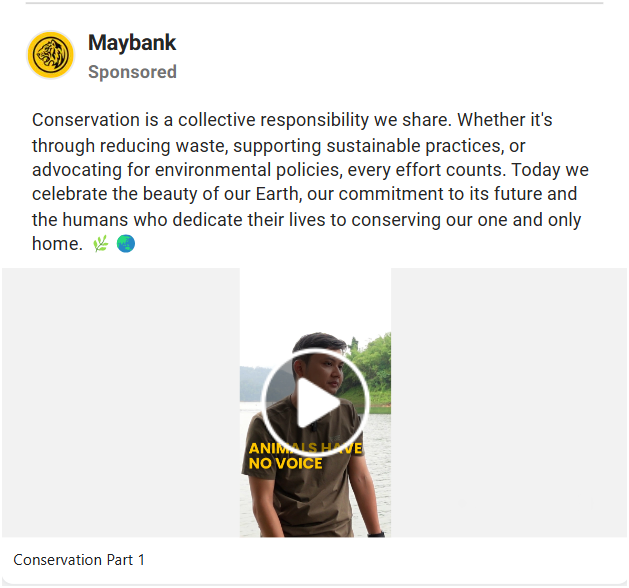 Maybank
Sponsored
Conservation is a collective responsibility we share. Whether it's
through reducing waste, supporting sustainable practices, or
advocating for environmental policies, every effort counts. Today we
celebrate the beauty of our Earth, our commitment to its future and
the humans who dedicate their lives to conserving our one and only
home. 🌿 🌏
ANIMALS HAVE
NO VOICE
Conservation Part 1